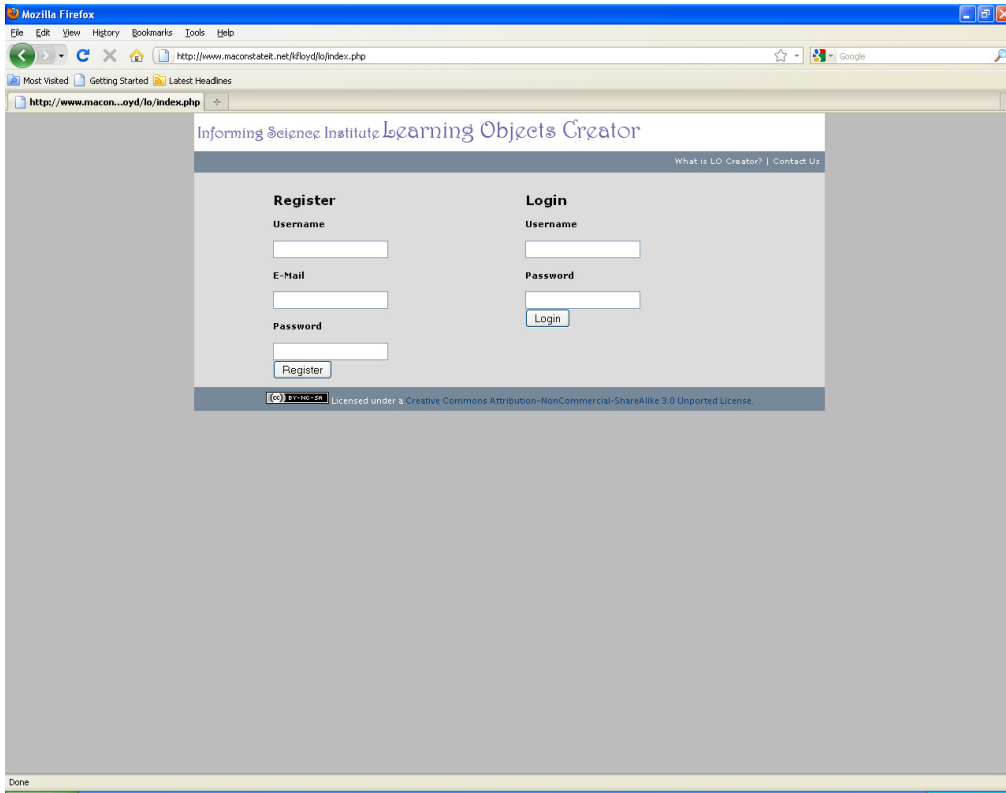 Mozilla Firefox
File Edit View History Bookmarks Tools Help
http://www.maconstateit.net/kfloyd/lo/index.php
Google
Most Visited Getting Started Latest Headlines
http://www.macon...oyd/lo/index.php
Informing Science Institute Learning Objects Creator
What is LO Creator? | Contact Us
Register
Username
E-Mail
Password
Register
Login
Username
Password
Login
(cc) BY-NC-SA Licensed under a Creative Commons Attribution-NonCommercial-ShareAlike 3.0 Unported License.
Done